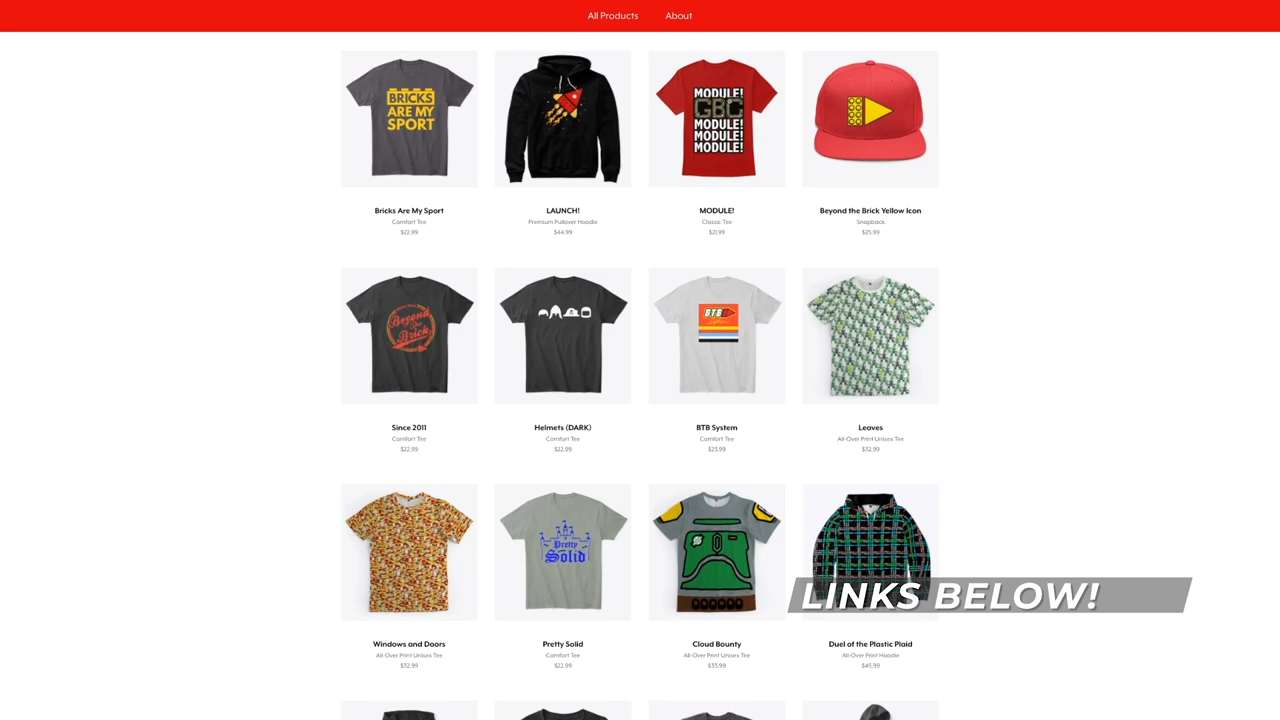 All Products About
BRICKS
ARE MY
SPORT
MODULE!
GBC
MODULE!
MODULE!
MODULE!
Bricks Are My Sport
Comfort Tee
$22.99
LAUNCH!
Premium Pullover Hoodie
$44.99
MODULE!
Classic Tee
$21.99
Beyond the Brick Yellow Icon
Snapback
$25.99
Beyond
The
Brick
BTB
Since 2011
Comfort Tee
$22.99
Helmets (DARK)
Comfort Tee
$22.99
BTB System
Comfort Tee
$23.99
Leaves
All-Over Print Unisex Tee
$32.99
Pretty
Solid
LINKS BELOW!
Windows and Doors
All-Over Print Unisex Tee
$32.99
Pretty Solid
Comfort Tee
$22.99
Cloud Bounty
All-Over Print Unisex Tee
$33.99
Duel of the Plastic Plaid
All-Over Print Hoodie
$45.99